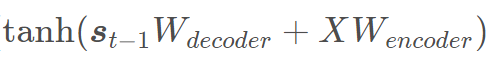 tanh(s_{t−1}W_{decoder} + XW_{encoder})